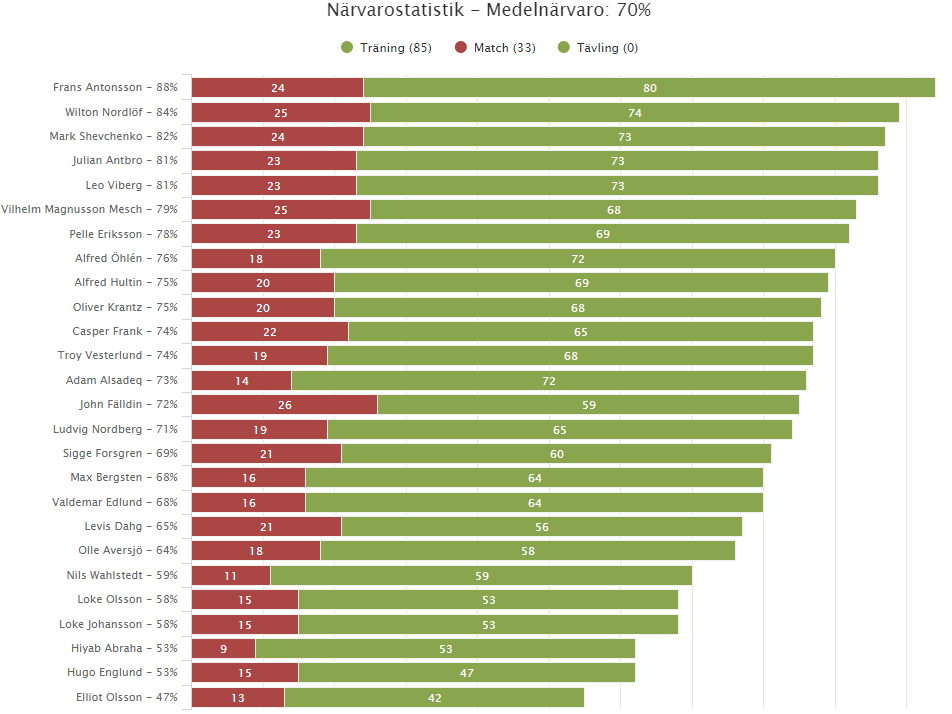 Närvarostatistik - Medelnärvaro: 70%
Träning (85) Match (33) Tävling (0)
Frans Antonsson - 88% 24 80
Wilton Nordlöf - 84% 25 74
Mark Shevchenko - 82% 24 73
Julian Antbro - 81% 23 73
Leo Viberg - 81% 23 73
Vilhelm Magnusson Mesch - 79% 25 68
Pelle Eriksson - 78% 23 69
Alfred Öhlén - 76% 18 72
Alfred Hultin - 75% 20 69
Oliver Krantz - 75% 20 68
Casper Frank - 74% 22 65
Troy Vesterlund - 74% 19 68
Adam Alsadeq - 73% 14 72
John Fälldin - 72% 26 59
Ludvig Nordberg - 71% 19 65
Sigge Forsgren - 69% 21 60
Max Bergsten - 68% 16 64
Valdemar Edlund - 68% 16 64
Levis Dahg - 65% 21 56
Olle Aversjö - 64% 18 58
Nils Wahlstedt - 59% 11 59
Loke Olsson - 58% 15 53
Loke Johansson - 58% 15 53
Hiyab Abraha - 53% 9 53
Hugo Englund - 53% 15 47
Elliot Olsson - 47% 13 42